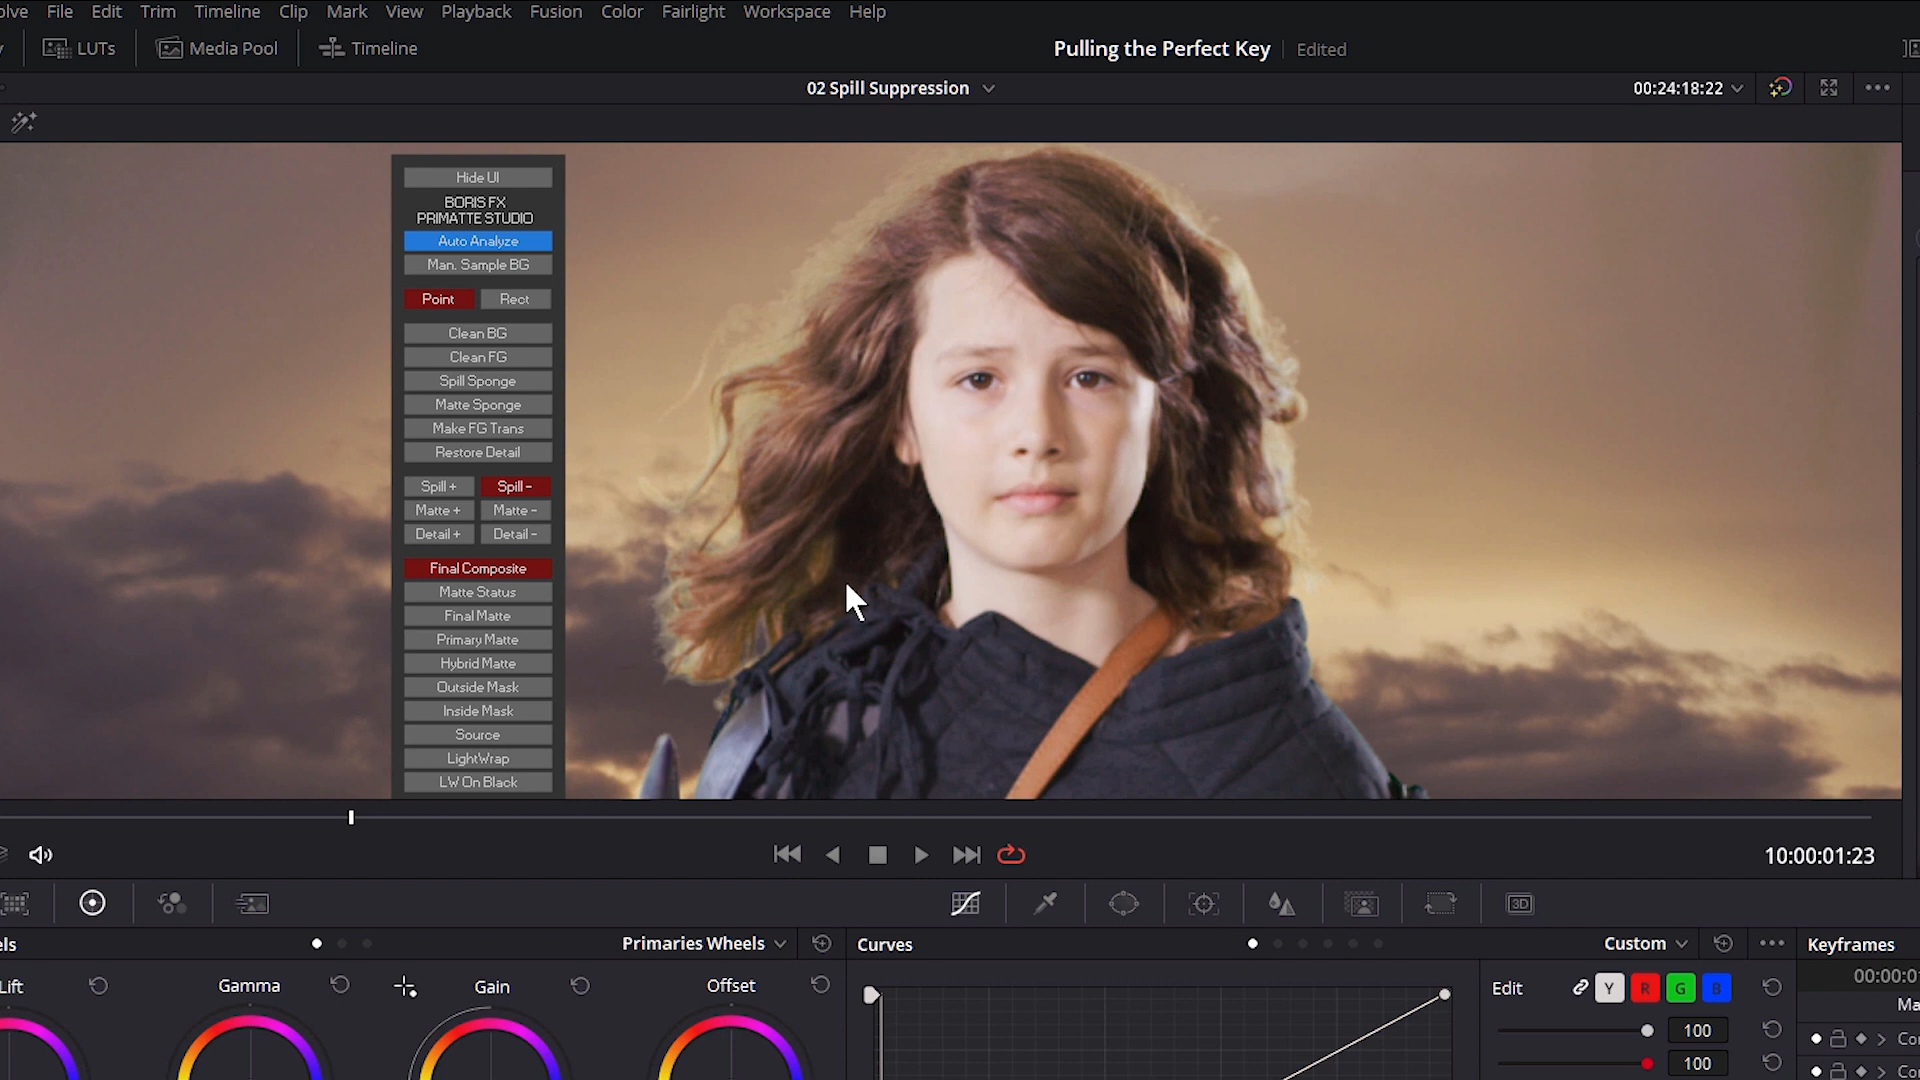 olve File Edit Trim Timeline Clip Mark View Playback Fusion Color Fairlight Workspace Help
y LUTs Media Pool Timeline Pulling the Perfect Key Edited
02 Spill Suppression 00:24:18:22
Hide UI
BORIS FX
PRIMATTE STUDIO
Auto Analyze
Man. Sample BG
Point Rect
Clean BG
Clean FG
Spill Sponge
Matte Sponge
Make FG Trans
Restore Detail
Spill + Spill -
Matte + Matte -
Detail + Detail -
Final Composite
Matte Status
Final Matte
Primary Matte
Hybrid Matte
Outside Mask
Inside Mask
Source
LightWrap
LW On Black
10:00:01:23
3D
els Primaries Wheels Curves Custom Keyframes
Lift Gamma Gain Offset Edit Y R G B 00:00:0
Ma
100 Co
100 Co